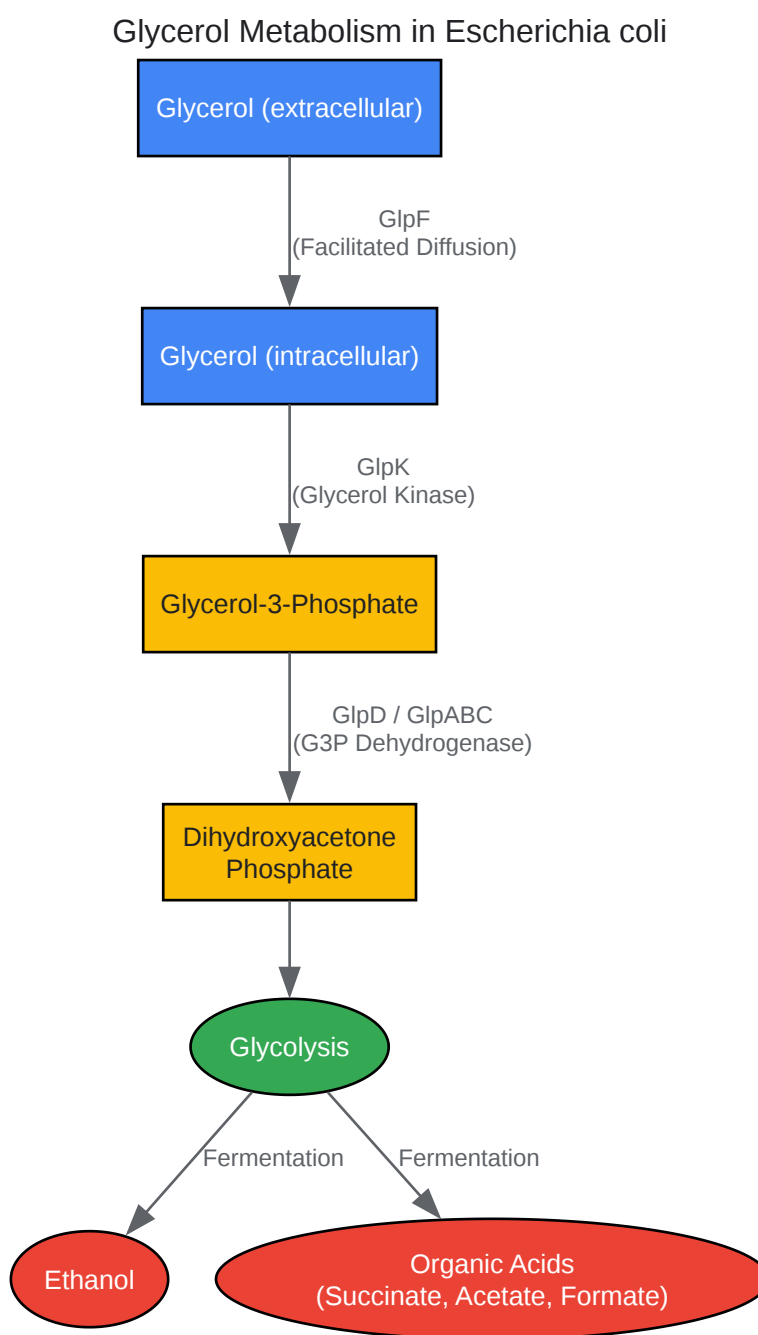 Glycerol Metabolism in Escherichia coli
Glycerol (extracellular)
GlpF
(Facilitated Diffusion)
Glycerol (intracellular)
GlpK
(Glycerol Kinase)
Glycerol-3-Phosphate
GlpD / GlpABC
(G3P Dehydrogenase)
Dihydroxyacetone
Phosphate
Glycolysis
Fermentation
Fermentation
Ethanol
Organic Acids
(Succinate, Acetate, Formate)